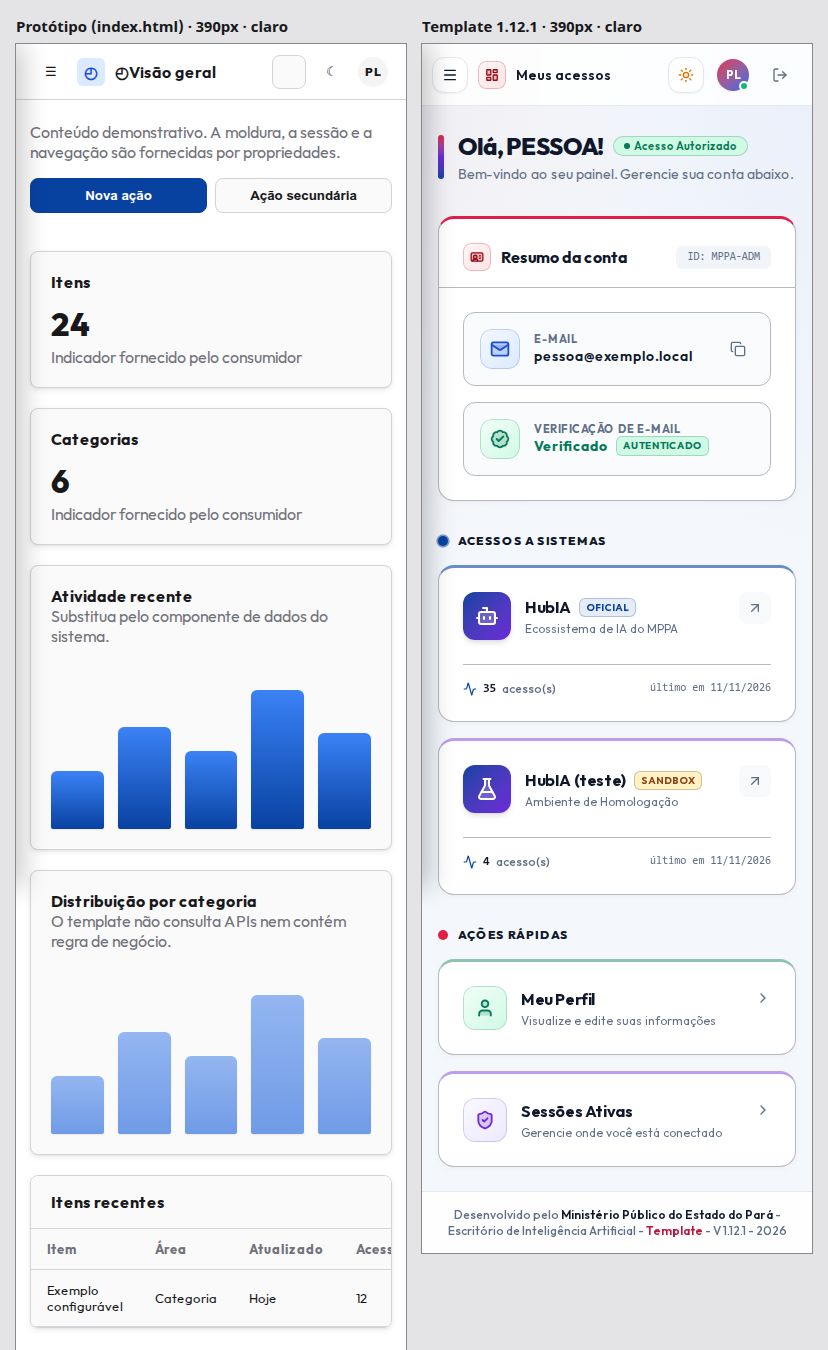 Protótipo (index.html) · 390px · claro
☰ ◴ ◴Visão geral ☾ PL
Conteúdo demonstrativo. A moldura, a sessão e a
navegação são fornecidas por propriedades.
Nova ação Ação secundária
Itens
24
Indicador fornecido pelo consumidor
Categorias
6
Indicador fornecido pelo consumidor
Atividade recente
Substitua pelo componente de dados do
sistema.
Distribuição por categoria
O template não consulta APIs nem contém
regra de negócio.
Itens recentes
Item Área Atualizado Acess
Exemplo
configurável Categoria Hoje 12
Template 1.12.1 · 390px · claro
Meus acessos PL
Olá, PESSOA! Acesso Autorizado
Bem-vindo ao seu painel. Gerencie sua conta abaixo.
Resumo da conta ID: MPPA-ADM
E-MAIL
pessoa@exemplo.local
VERIFICAÇÃO DE E-MAIL
Verificado AUTENTICADO
ACESSOS A SISTEMAS
HubIA OFICIAL
Ecossistema de IA do MPPA
35 acesso(s) último em 11/11/2026
HubIA (teste) SANDBOX
Ambiente de Homologação
4 acesso(s) último em 11/11/2026
AÇÕES RÁPIDAS
Meu Perfil
Visualize e edite suas informações
Sessões Ativas
Gerencie onde você está conectado
Desenvolvido pelo Ministério Público do Estado do Pará -
Escritório de Inteligência Artificial - Template - V 1.12.1 - 2026